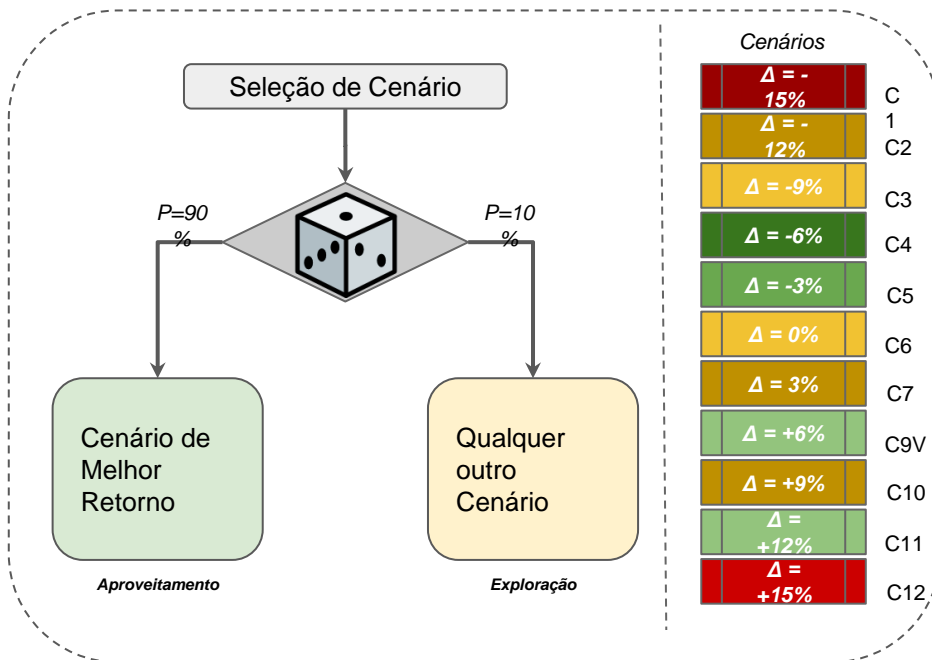 Seleção de Cenário
P=90
%
P=10
%
Cenário de
Melhor
Retorno
Qualquer
outro
Cenário
Aproveitamento
Exploração
Cenários
Δ = -
15%
C
1
Δ = -
12%
C2
Δ = -9%
C3
Δ = -6%
C4
Δ = -3%
C5
Δ = 0%
C6
Δ = 3%
C7
Δ = +6%
C9V
Δ = +9%
C10
Δ =
+12%
C11
Δ =
+15%
C12